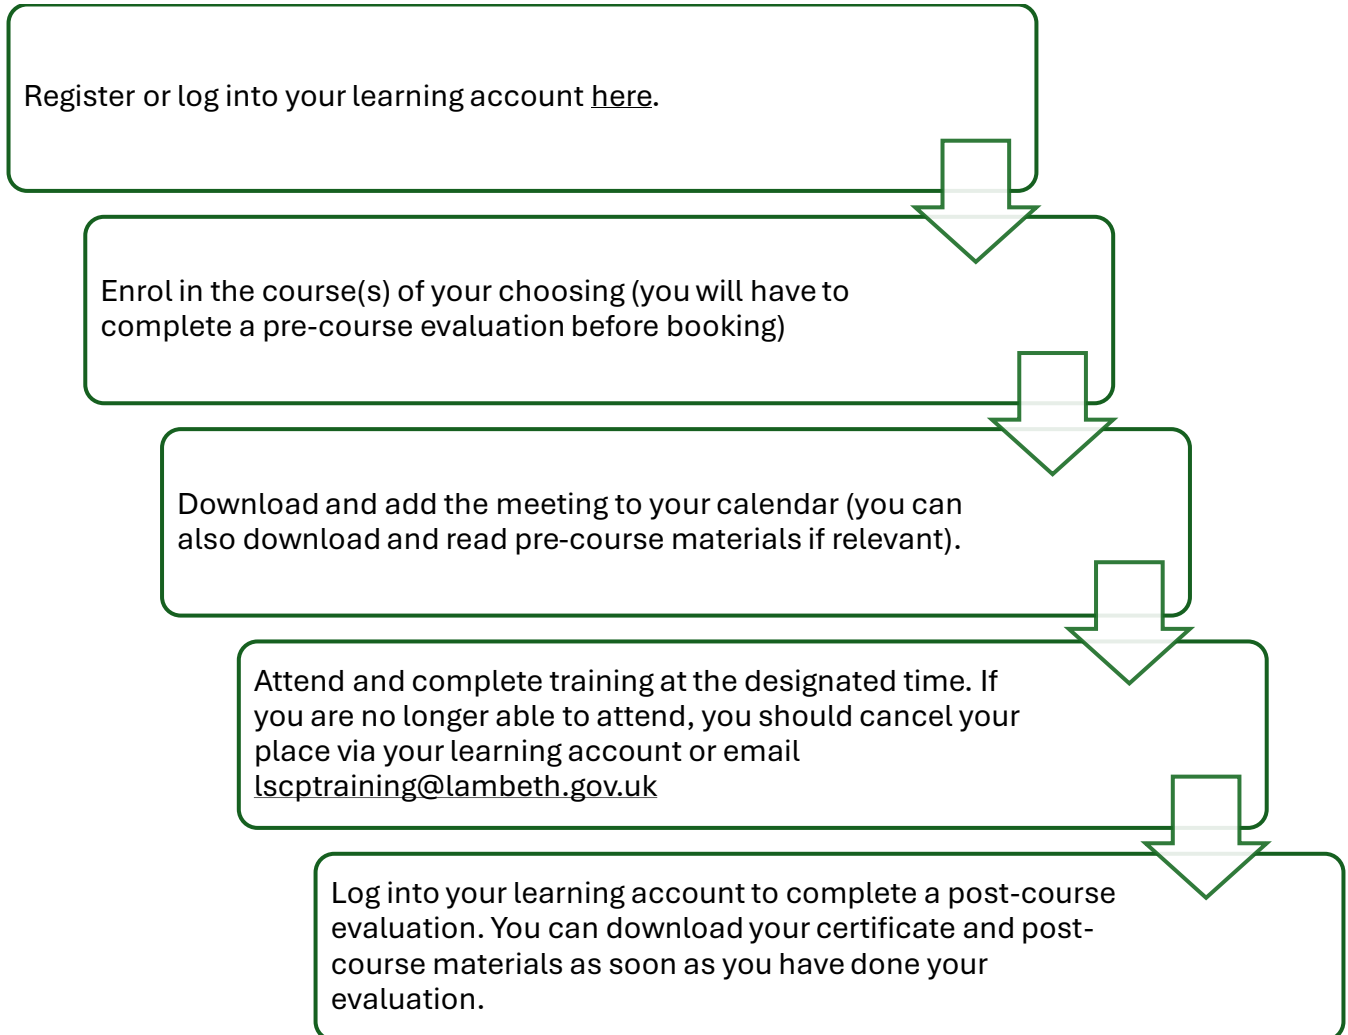 Register or log into your learning account here.
Enrol in the course(s) of your choosing (you will have to
complete a pre-course evaluation before booking)
Download and add the meeting to your calendar (you can
also download and read pre-course materials if relevant).
Attend and complete training at the designated time. If
you are no longer able to attend, you should cancel your
place via your learning account or email
lscptraining@lambeth.gov.uk
Log into your learning account to complete a post-course
evaluation. You can download your certificate and post-
course materials as soon as you have done your
evaluation.